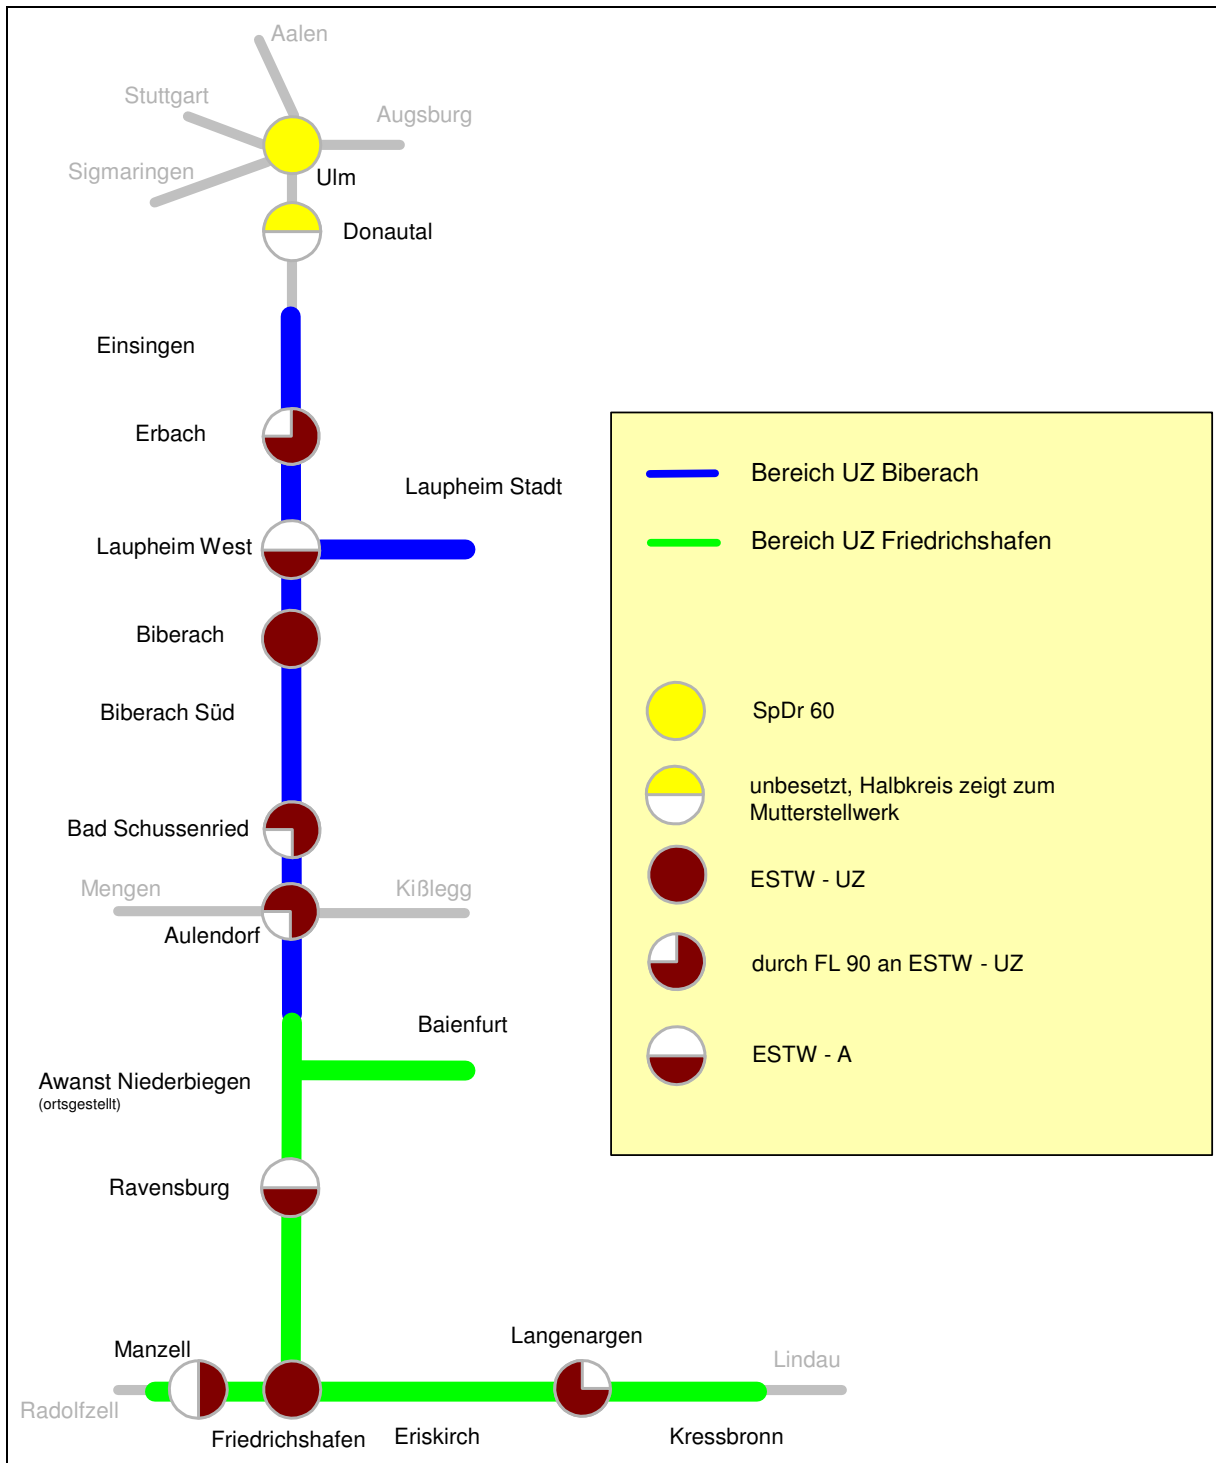 Aalen
Stuttgart
Augsburg
Sigmaringen
Ulm
Donautal
Einsingen
Erbach
Laupheim Stadt
Laupheim West
Biberach
Biberach Süd
Bad Schussenried
Mengen
Kißlegg
Aulendorf
Baienfurt
Awanst Niederbiegen
(ortsgestellt)
Ravensburg
Langenargen
Manzell
Lindau
Radolfzell
Friedrichshafen
Eriskirch
Kressbronn
Bereich UZ Biberach
Bereich UZ Friedrichshafen
SpDr 60
unbesetzt, Halbkreis zeigt zum
Mutterstellwerk
ESTW - UZ
durch FL 90 an ESTW - UZ
ESTW - A